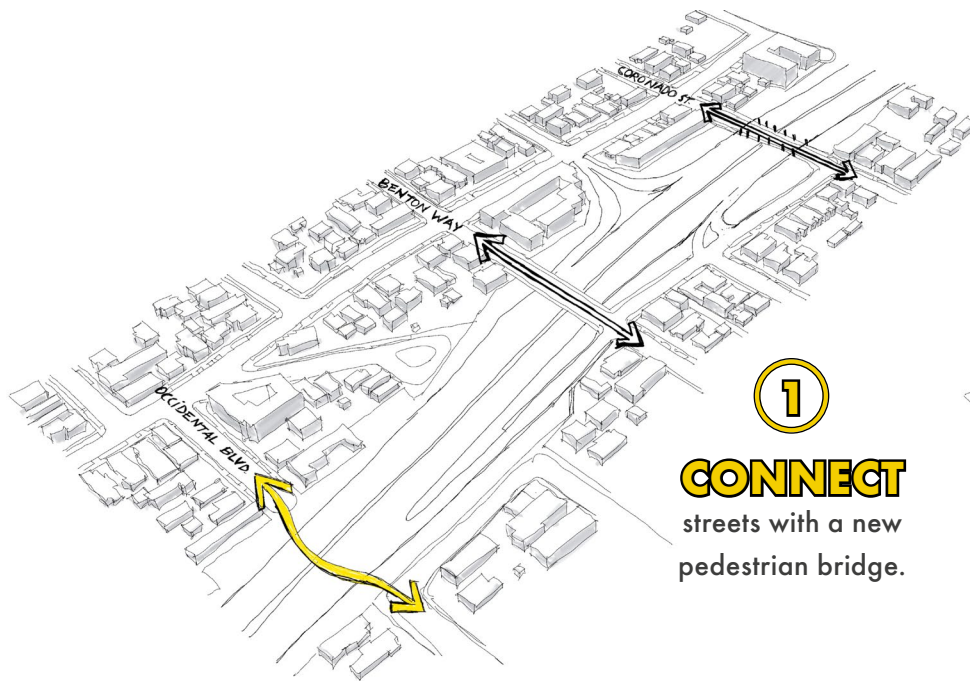 CORONADO ST.
BENTON WAY
OCCIDENTAL BLVD.
1
CONNECT
streets with a new
pedestrian bridge.